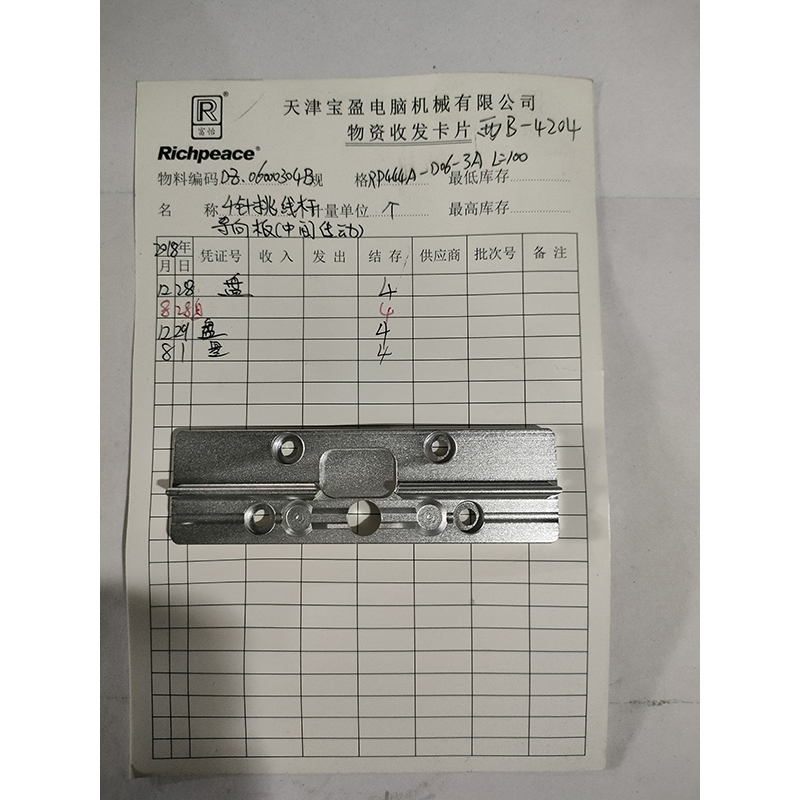 R®
富怡
Richpeace®
天津宝盈电脑机械有限公司
物资收发卡片 西B-4204
物料编码 DZ.06000304B 规格 RP444A-D06-3A L=100 最低库存
名 称 4针挑线杆 计量单位 个 最高库存
导向板(中间传动)
2018年 凭证号 收入 发出 结存 供应商 批次号 备注
月 日
12 28 盘 4
8 28 4
12 29 盘 4
8 1 盘 4